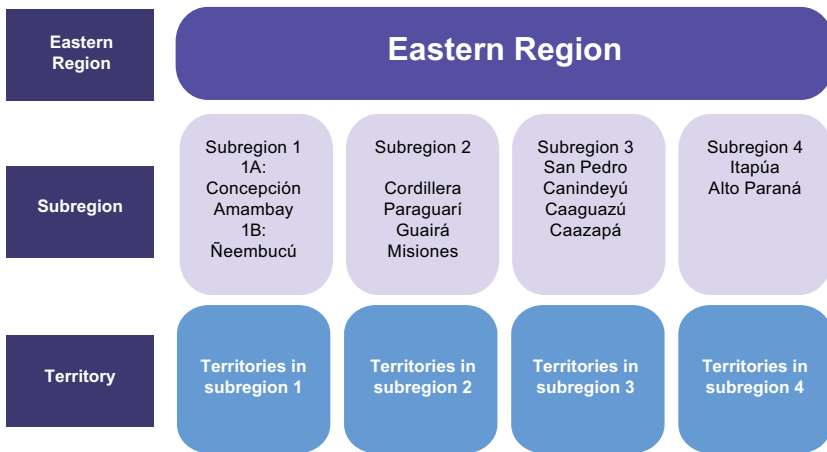 Eastern
Region
Eastern Region
Subregion
Subregion 1
1A:
Concepción
Amambay
1B:
Ñeembucú
Subregion 2
Cordillera
Paraguarí
Guairá
Misiones
Subregion 3
San Pedro
Canindeyú
Caaguazú
Caazapá
Subregion 4
Itapúa
Alto Paraná
Territory
Territories in
subregion 1
Territories in
subregion 2
Territories in
subregion 3
Territories in
subregion 4